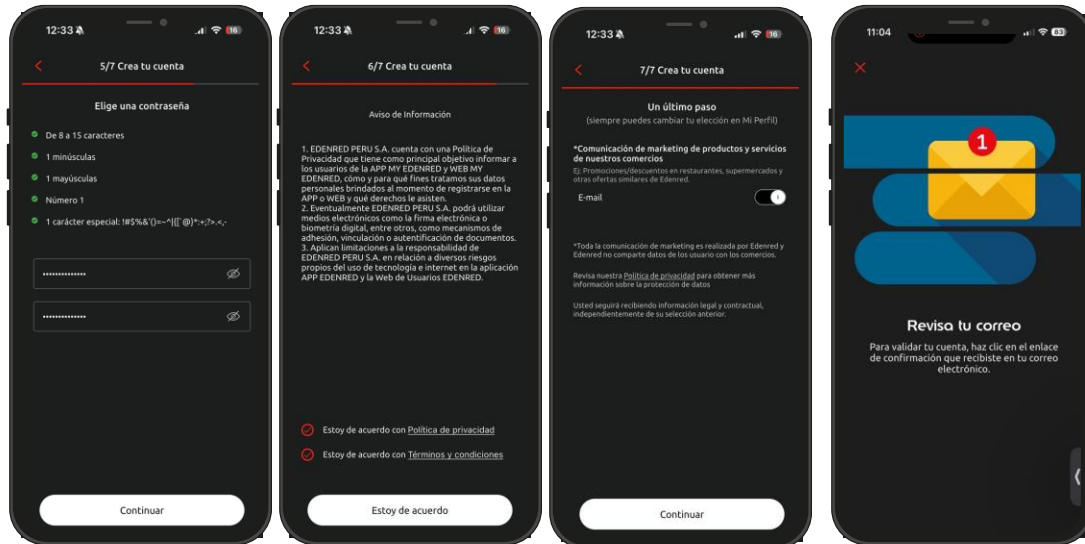 12:33
16
5/7 Crea tu cuenta
Elige una contraseña
De 8 a 15 caracteres
1 minúsculas
1 mayúsculas
Número 1
1 carácter especial: !#$%&'()=~^|{[`@}*:+;?>.<,-
Continuar
12:33
16
6/7 Crea tu cuenta
Aviso de Información
1. EDENRED PERU S.A. cuenta con una Política de
Privacidad que tiene como principal objetivo informar a
los usuarios de la APP MY EDENRED y WEB MY
EDENRED, cómo y para qué fines tratamos sus datos
personales brindados al momento de registrarse en la
APP o WEB y qué derechos le asisten.
2. Eventualmente EDENRED PERU S.A. podrá utilizar
medios electrónicos como la firma electrónica o
biometría digital, entre otros, como mecanismos de
adhesión, vinculación o autentificación de documentos.
3. Aplican limitaciones a la responsabilidad de
EDENRED PERU S.A. en relación a diversos riesgos
propios del uso de tecnología e internet en la aplicación
APP EDENRED y la Web de Usuarios EDENRED.
Estoy de acuerdo con Política de privacidad
Estoy de acuerdo con Términos y condiciones
Estoy de acuerdo
12:33
16
7/7 Crea tu cuenta
Un último paso
(siempre puedes cambiar tu elección en Mi Perfil)
*Comunicación de marketing de productos y servicios
de nuestros comercios
Ej: Promociones/descuentos en restaurantes, supermercados y
otras ofertas similares de Edenred.
E-mail
*Toda la comunicación de marketing es realizada por Edenred y
Edenred no comparte datos de los usuario con los comercios.
Revisa nuestra Política de privacidad para obtener más
información sobre la protección de datos
Usted seguirá recibiendo información legal y contractual,
independientemente de su selección anterior.
Continuar
11:04
83
1
Revisa tu correo
Para validar tu cuenta, haz clic en el enlace
de confirmación que recibiste en tu correo
electrónico.